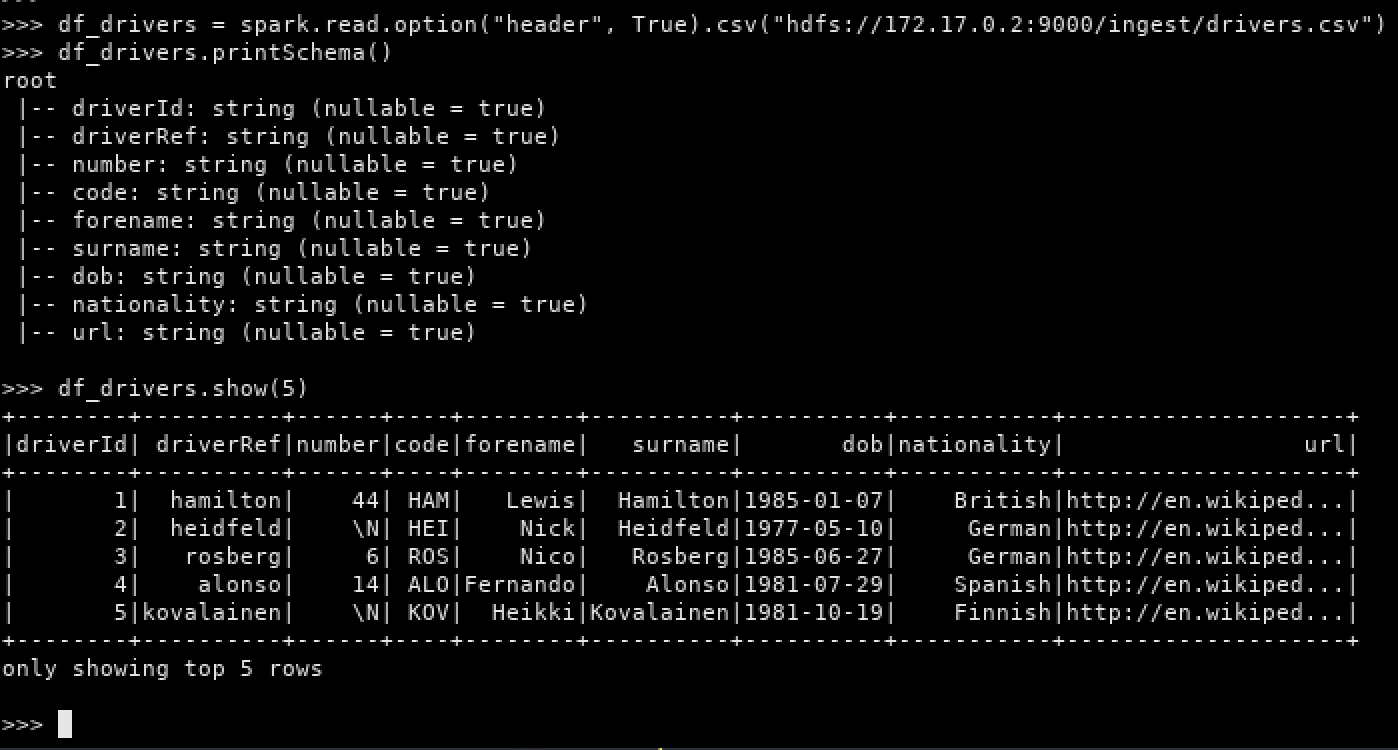 >>> df_drivers = spark.read.option("header", True).csv("hdfs://172.17.0.2:9000/ingest/drivers.csv")
>>> df_drivers.printSchema()
root
 |-- driverId: string (nullable = true)
 |-- driverRef: string (nullable = true)
 |-- number: string (nullable = true)
 |-- code: string (nullable = true)
 |-- forename: string (nullable = true)
 |-- surname: string (nullable = true)
 |-- dob: string (nullable = true)
 |-- nationality: string (nullable = true)
 |-- url: string (nullable = true)

>>> df_drivers.show(5)
+--------+----------+------+----+--------+----------+----------+-----------+--------------------+
|driverId| driverRef|number|code|forename|   surname|       dob|nationality|                 url|
+--------+----------+------+----+--------+----------+----------+-----------+--------------------+
|       1|  hamilton|    44| HAM|   Lewis|  Hamilton|1985-01-07|    British|http://en.wikiped...|
|       2|  heidfeld|    \N| HEI|    Nick|  Heidfeld|1977-05-10|     German|http://en.wikiped...|
|       3|   rosberg|     6| ROS|    Nico|   Rosberg|1985-06-27|     German|http://en.wikiped...|
|       4|    alonso|    14| ALO|Fernando|    Alonso|1981-07-29|    Spanish|http://en.wikiped...|
|       5|kovalainen|    \N| KOV|  Heikki|Kovalainen|1981-10-19|    Finnish|http://en.wikiped...|
+--------+----------+------+----+--------+----------+----------+-----------+--------------------+
only showing top 5 rows

>>>